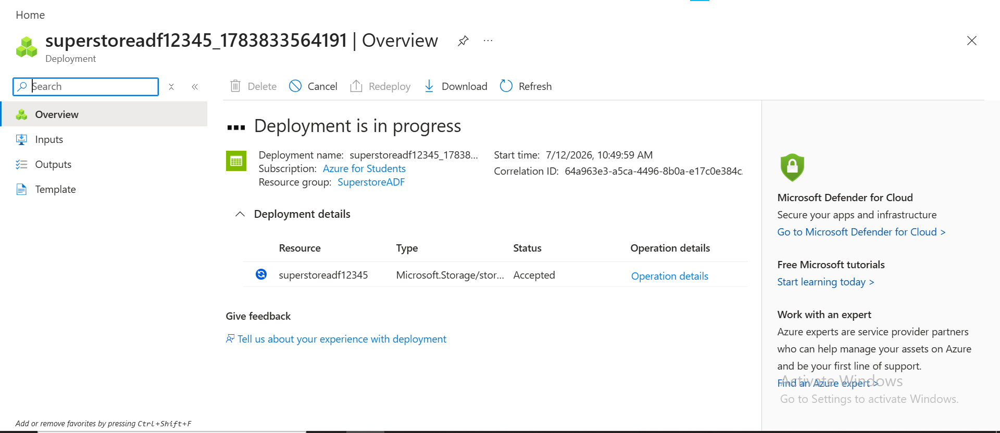 Home
superstoreadf12345_1783833564191 | Overview
Deployment
Search
Delete
Cancel
Redeploy
Download
Refresh
Overview
Inputs
Outputs
Template
Deployment is in progress
Deployment name: superstoreadf12345_17838...
Subscription: Azure for Students
Resource group: SuperstoreADF
Start time: 7/12/2026, 10:49:59 AM
Correlation ID: 64a963e3-a5ca-4496-8b0a-e17c0e384c
Deployment details
Resource Type Status Operation details
superstoreadf12345 Microsoft.Storage/stor... Accepted Operation details
Give feedback
Tell us about your experience with deployment
Microsoft Defender for Cloud
Secure your apps and infrastructure
Go to Microsoft Defender for Cloud >
Free Microsoft tutorials
Start learning today >
Work with an expert
Azure experts are service provider partners
who can help manage your assets on Azure
and be your first line of support.
Find an Azure expert >
Activate Windows
Go to Settings to activate Windows.
Add or remove favorites by pressing Ctrl+Shift+F